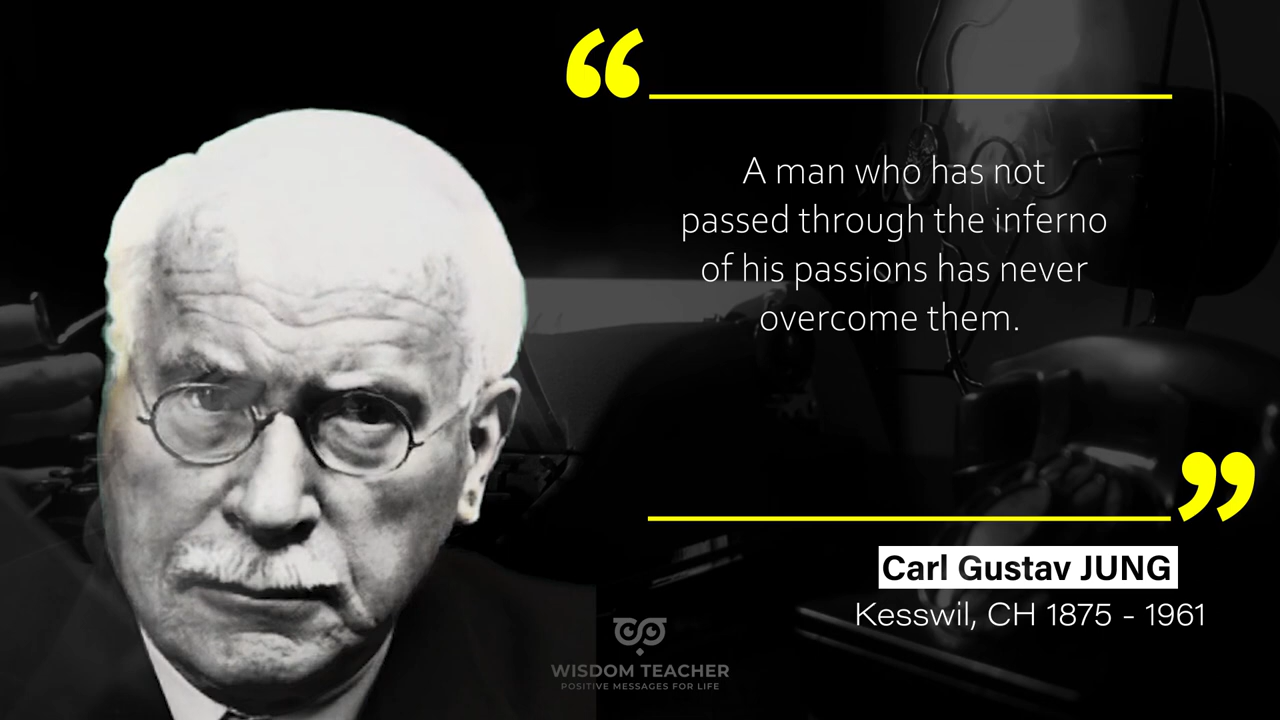 “
A man who has not
passed through the inferno
of his passions has never
overcome them.
”
Carl Gustav JUNG
Kesswil, CH 1875 - 1961
WISDOM TEACHER
POSITIVE MESSAGES FOR LIFE